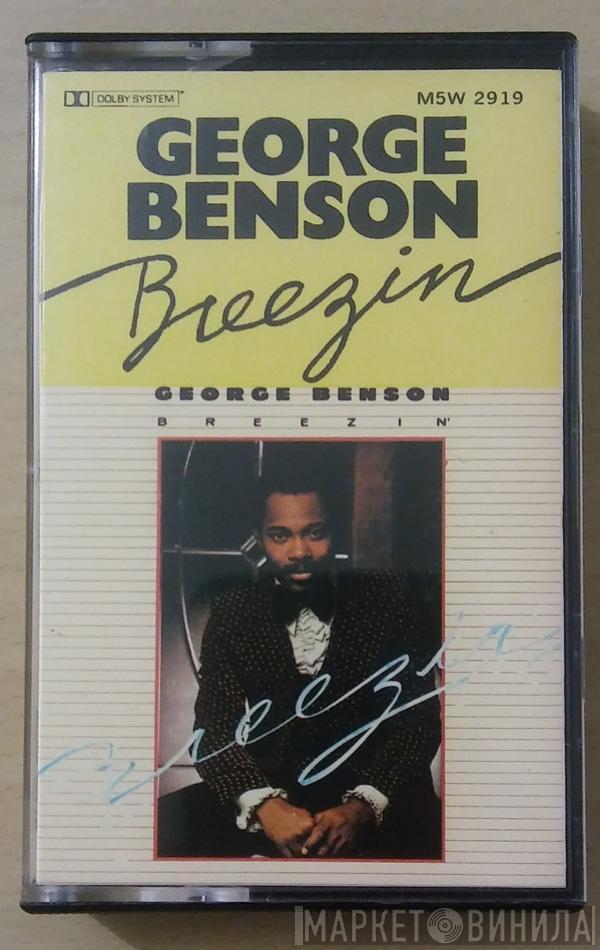 DOLBY SYSTEM
M5W 2919
GEORGE
BENSON
Breezin
GEORGE BENSON
BREEZIN'
Breezin
МАРКЕТ ВИНИЛА